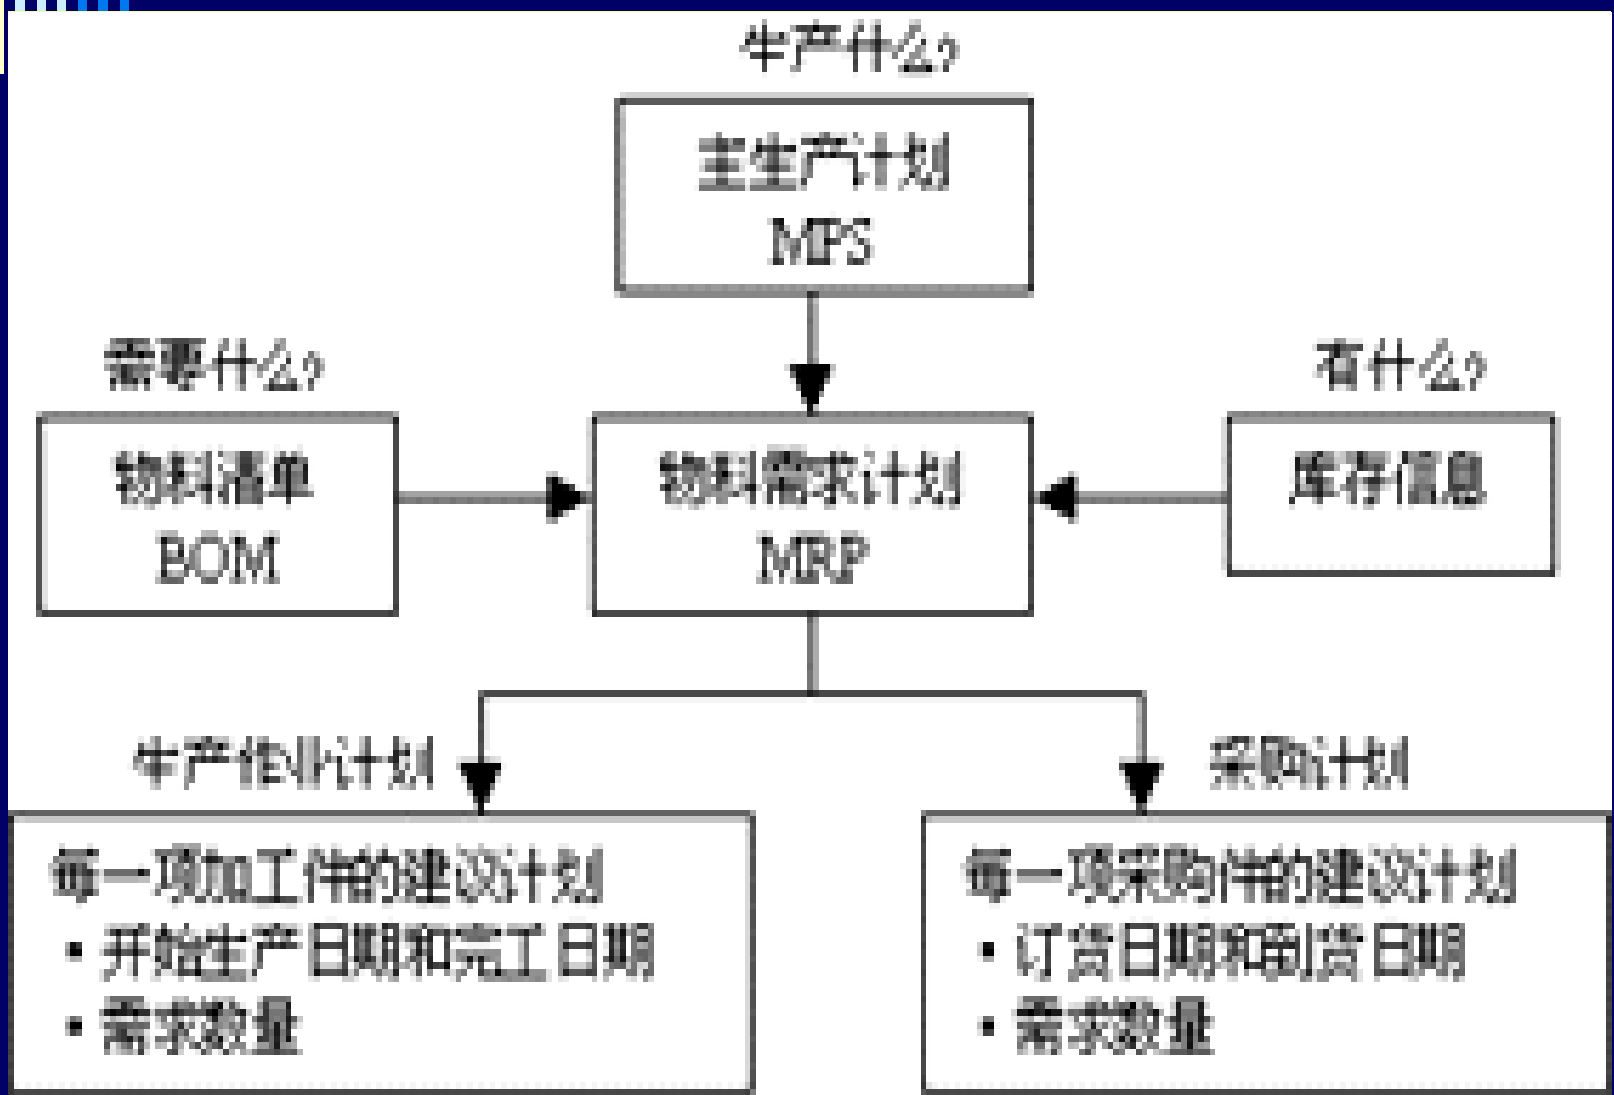 生产什么?
主生产计划
MPS
需要什么?
有什么?
物料清单
BOM
物料需求计划
MRP
库存信息
生产作业计划
采购计划
每一项加工件的建议计划
·开始生产日期和完工日期
·需求数量
每一项采购件的建议计划
·订货日期和到货日期
·需求数量